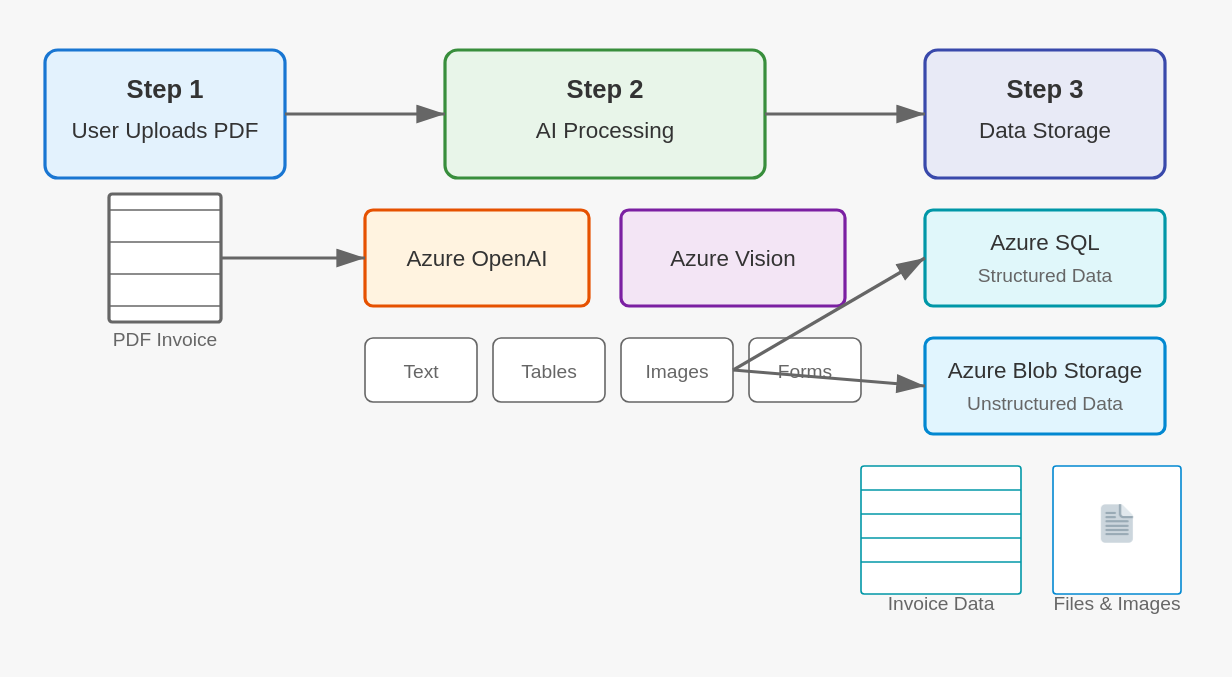 Step 1
User Uploads PDF
Step 2
AI Processing
Step 3
Data Storage
PDF Invoice
Azure OpenAI
Azure Vision
Text
Tables
Images
Forms
Azure SQL
Structured Data
Azure Blob Storage
Unstructured Data
Invoice Data
Files & Images